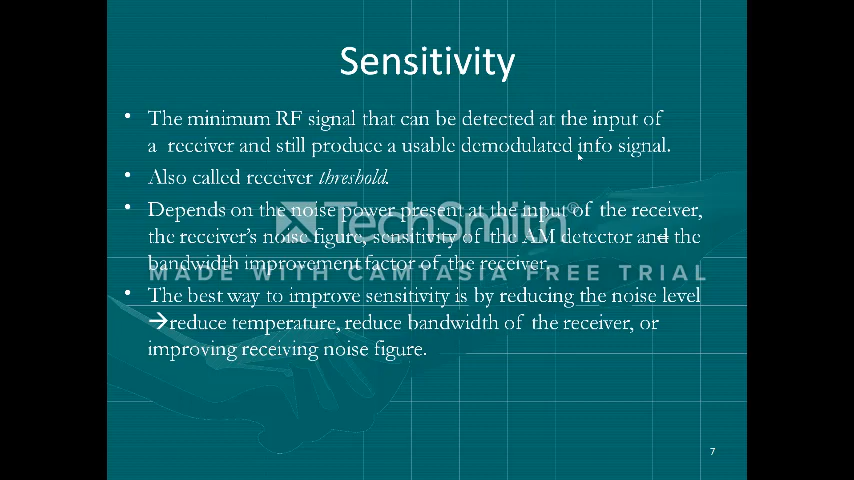 Sensitivity
• The minimum RF signal that can be detected at the input of
a receiver and still produce a usable demodulated info signal.
• Also called receiver threshold.
• Depends on the noise power present at the input of the receiver,
the receiver's noise figure, sensitivity of the AM detector and the
bandwidth improvement factor of the receiver
• The best way to improve sensitivity is by reducing the noise level
→reduce temperature, reduce bandwidth of the receiver, or
improving receiving noise figure.
TechSmith®
MADE WITH CAMTASIA FREE TRIAL
7